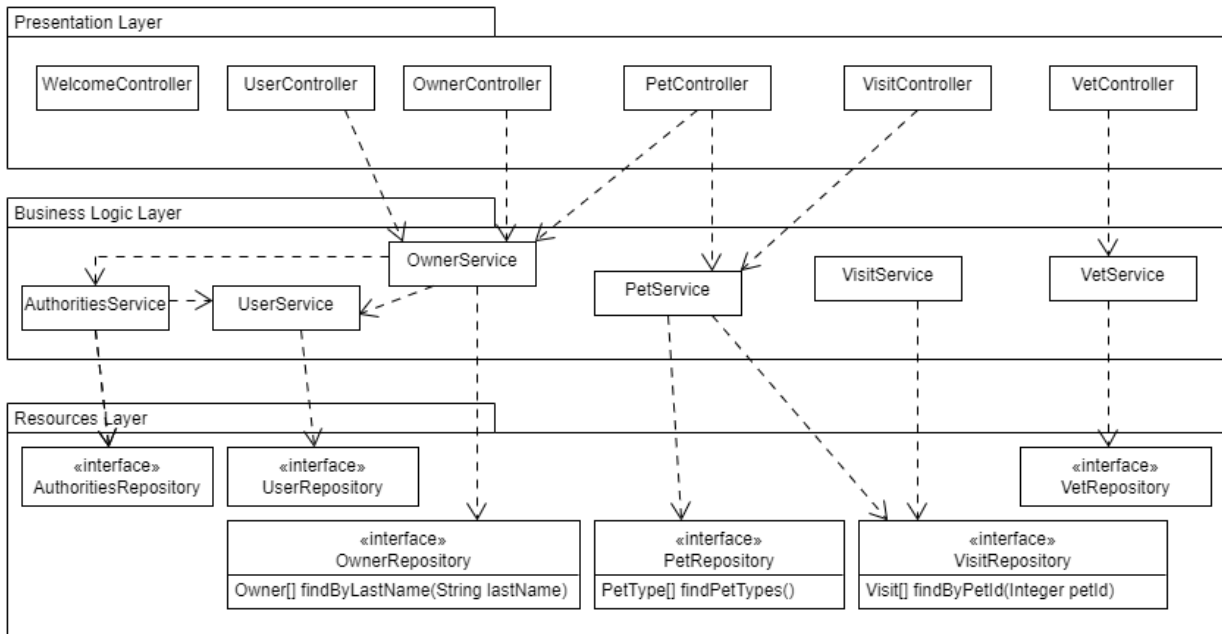 Presentation Layer
WelcomeController
UserController
OwnerController
PetController
VisitController
VetController
Business Logic Layer
OwnerService
AuthoritiesService
UserService
PetService
VisitService
VetService
Resources Layer
«interface»
AuthoritiesRepository
«interface»
UserRepository
«interface»
VetRepository
«interface»
OwnerRepository
Owner[] findByLastName(String lastName)
«interface»
PetRepository
PetType[] findPetTypes()
«interface»
VisitRepository
Visit[] findByPetId(Integer petId)